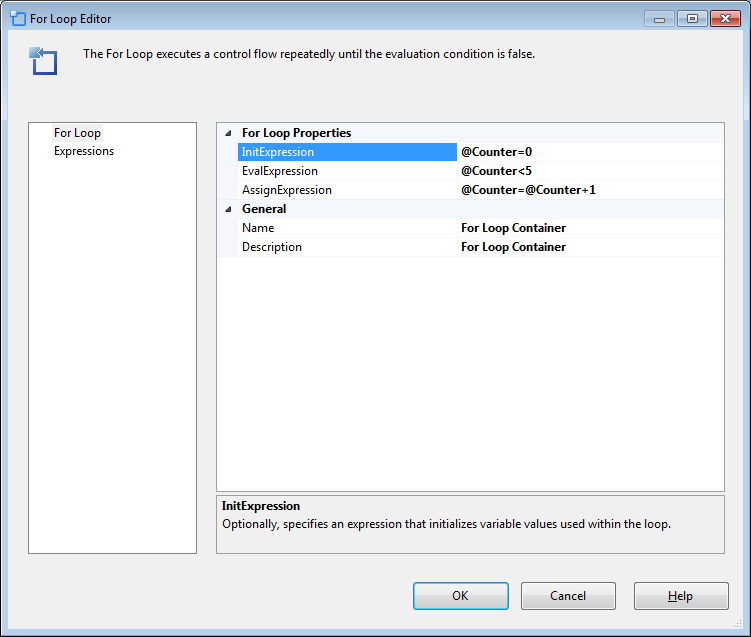 For Loop Editor
The For Loop executes a control flow repeatedly until the evaluation condition is false.
For Loop
Expressions
For Loop Properties
InitExpression @Counter=0
EvalExpression @Counter<5
AssignExpression @Counter=@Counter+1
General
Name For Loop Container
Description For Loop Container
InitExpression
Optionally, specifies an expression that initializes variable values used within the loop.
OK Cancel Help